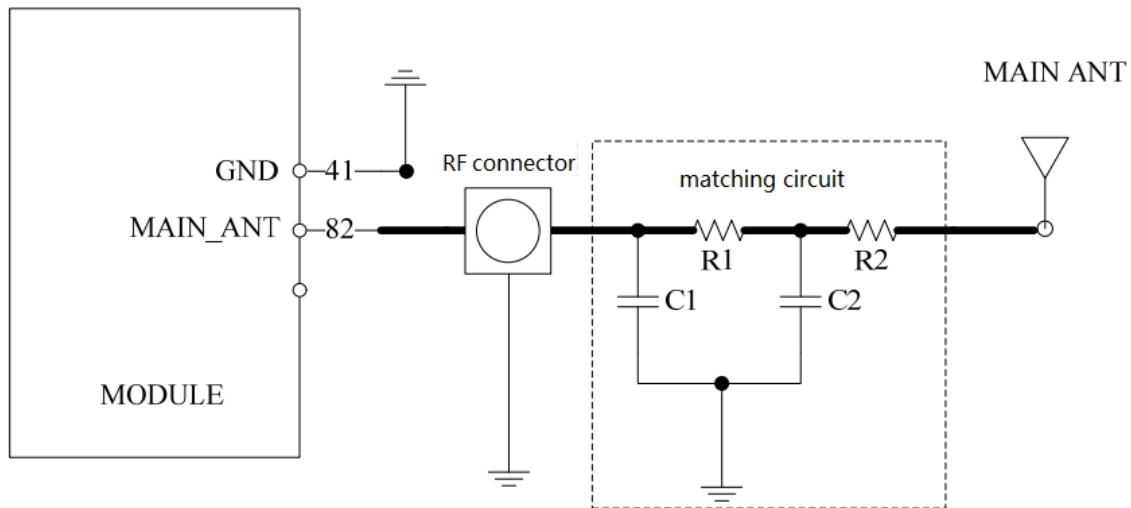 MAIN ANT
GND
41
RF connector
matching circuit
MAIN_ANT
82
R1
R2
C1
C2
MODULE